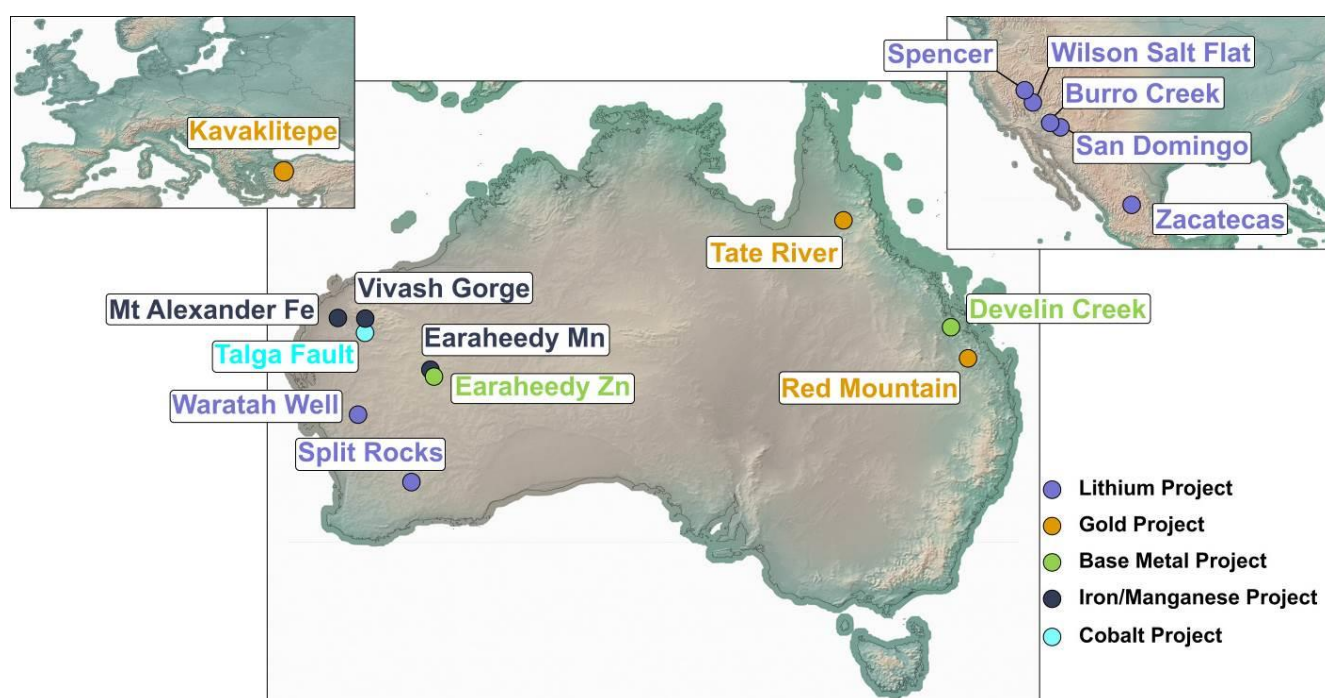 Spencer
Wilson Salt Flat
Burro Creek
San Domingo
Zacatecas
Kavaklitepe
Tate River
Mt Alexander Fe
Vivash Gorge
Talga Fault
Earaheedy Mn
Earaheedy Zn
Develin Creek
Red Mountain
Waratah Well
Split Rocks
Lithium Project
Gold Project
Base Metal Project
Iron/Manganese Project
Cobalt Project